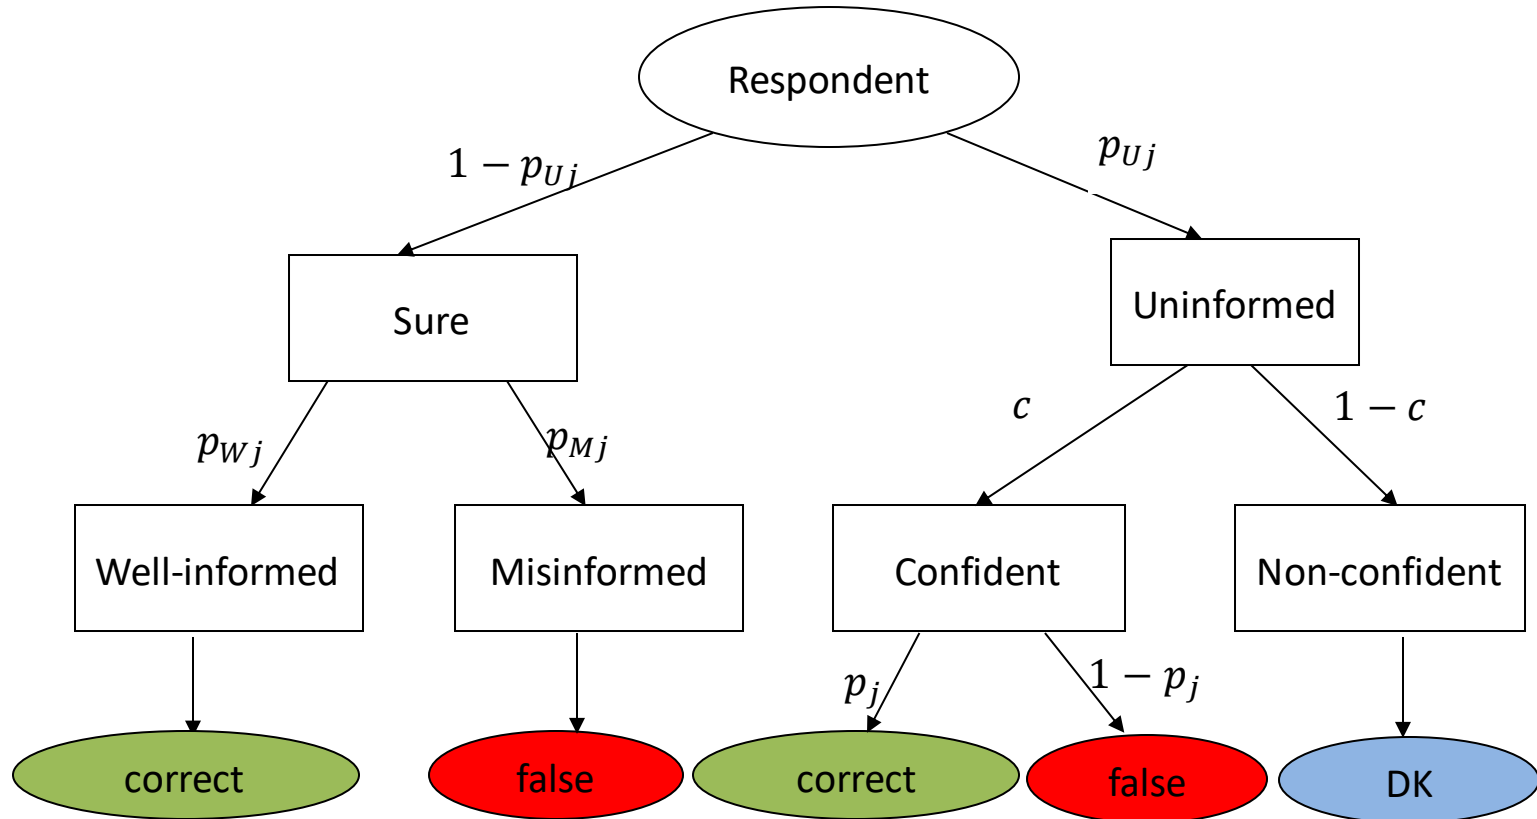 Respondent
1 − p_{Uj}
p_{Uj}
Sure
Uninformed
p_{Wj}
p_{Mj}
c
1 − c
Well-informed
Misinformed
Confident
Non-confident
p_j
1 − p_j
correct
false
correct
false
DK